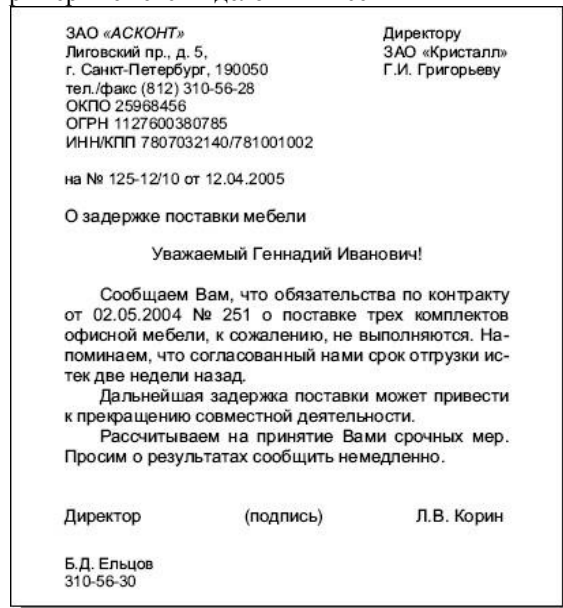 ЗАО «АСКОНТ»
Лиговский пр., д. 5,
г. Санкт-Петербург, 190050
тел./факс (812) 310-56-28
ОКПО 25968456
ОГРН 1127600380785
ИНН/КПП 7807032140/781001002
Директору
ЗАО «Кристалл»
Г.И. Григорьеву
на № 125-12/10 от 12.04.2005
О задержке поставки мебели
Уважаемый Геннадий Иванович!
Сообщаем Вам, что обязательства по контракту
от 02.05.2004 № 251 о поставке трех комплектов
офисной мебели, к сожалению, не выполняются. На-
поминаем, что согласованный нами срок отгрузки ис-
тек две недели назад.
Дальнейшая задержка поставки может привести
к прекращению совместной деятельности.
Рассчитываем на принятие Вами срочных мер.
Просим о результатах сообщить немедленно.
Директор (подпись) Л.В. Корин
Б.Д. Ельцов
310-56-30